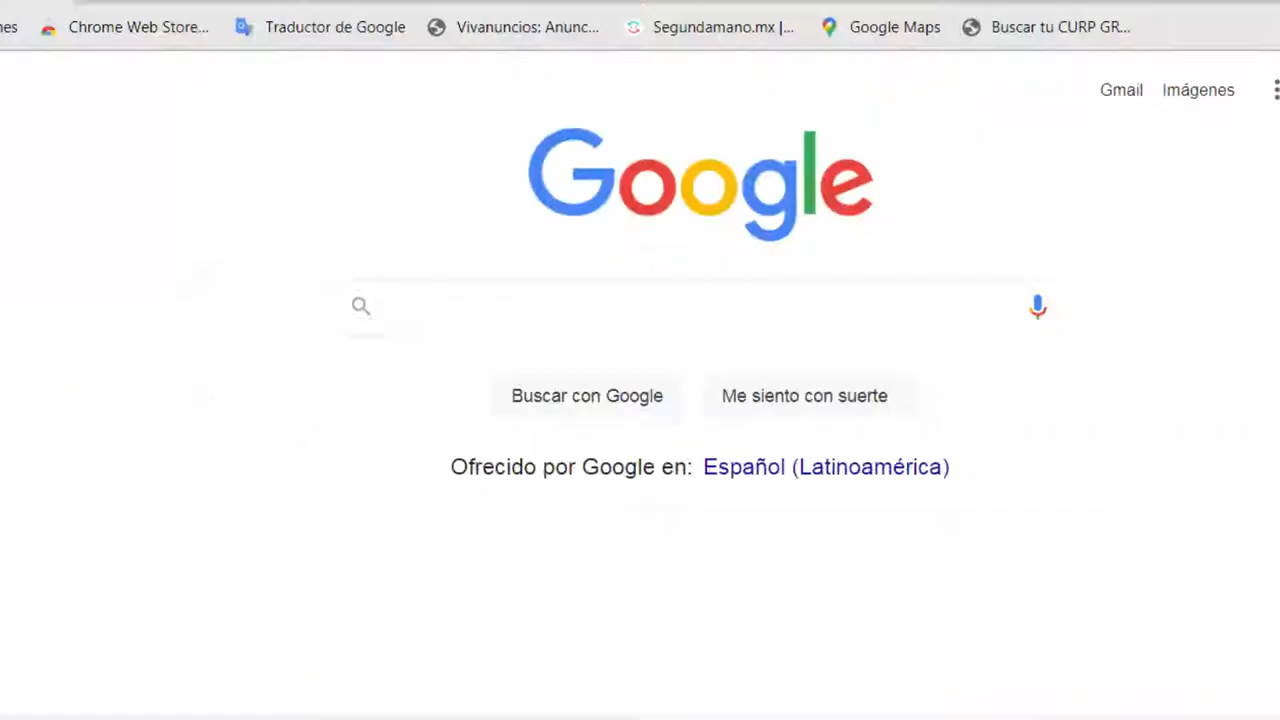 nes Chrome Web Store... Traductor de Google Vivanuncios: Anunc... Segundamano.mx |... Google Maps Buscar tu CURP GR...
Gmail Imágenes
Google
Buscar con Google Me siento con suerte
Ofrecido por Google en: Español (Latinoamérica)